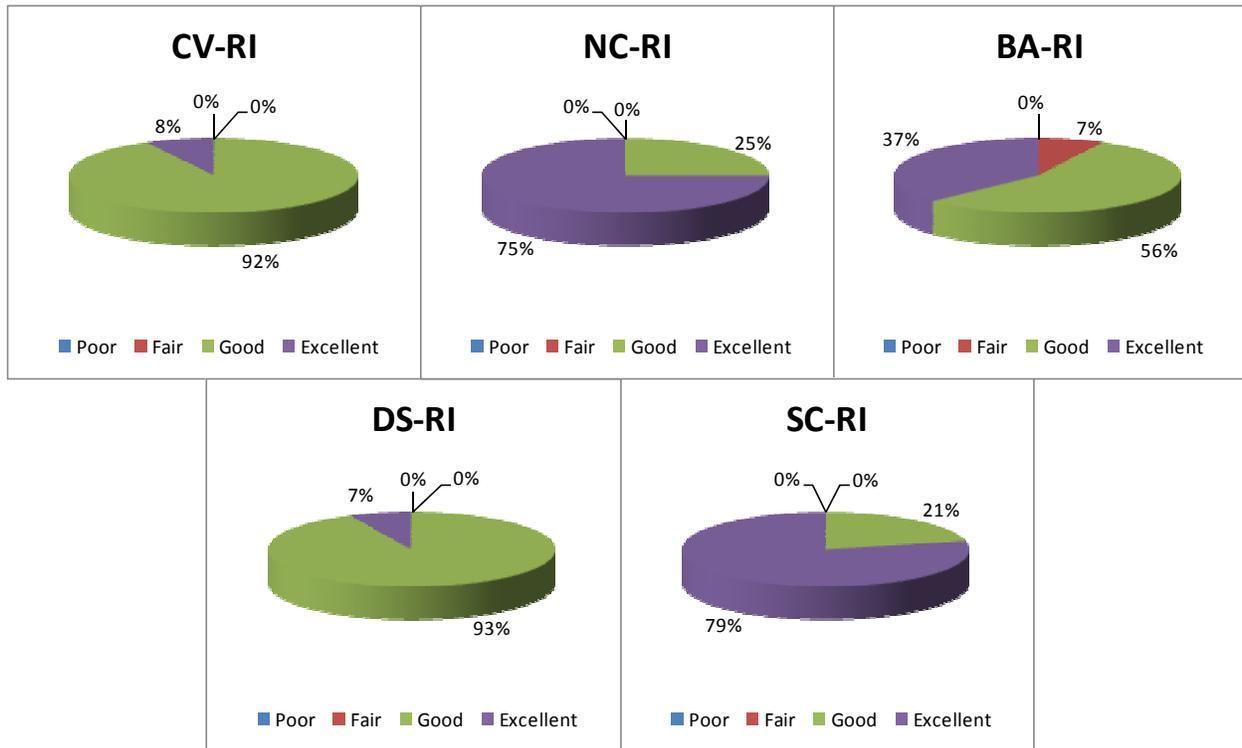 CV-RI
0%
0%
8%
92%
Poor Fair Good Excellent
NC-RI
0%
0%
25%
75%
Poor Fair Good Excellent
BA-RI
0%
7%
37%
56%
Poor Fair Good Excellent
DS-RI
0%
0%
7%
93%
Poor Fair Good Excellent
SC-RI
0%
0%
21%
79%
Poor Fair Good Excellent